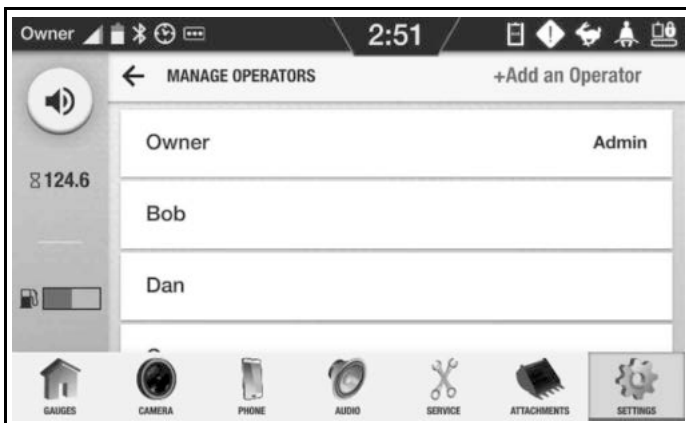 Owner
2:51
MANAGE OPERATORS
+Add an Operator
Owner Admin
124.6
Bob
Dan
GAUGES CAMERA PHONE AUDIO SERVICE ATTACHMENTS SETTINGS